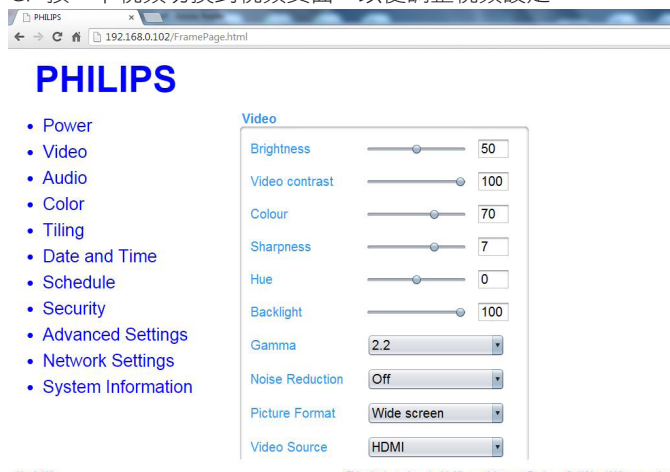 PHILIPS
192.168.0.102/FramePage.html
PHILIPS
• Power
• Video
• Audio
• Color
• Tiling
• Date and Time
• Schedule
• Security
• Advanced Settings
• Network Settings
• System Information
Video
Brightness 50
Video contrast 100
Colour 70
Sharpness 7
Hue 0
Backlight 100
Gamma 2.2
Noise Reduction Off
Picture Format Wide screen
Video Source HDMI